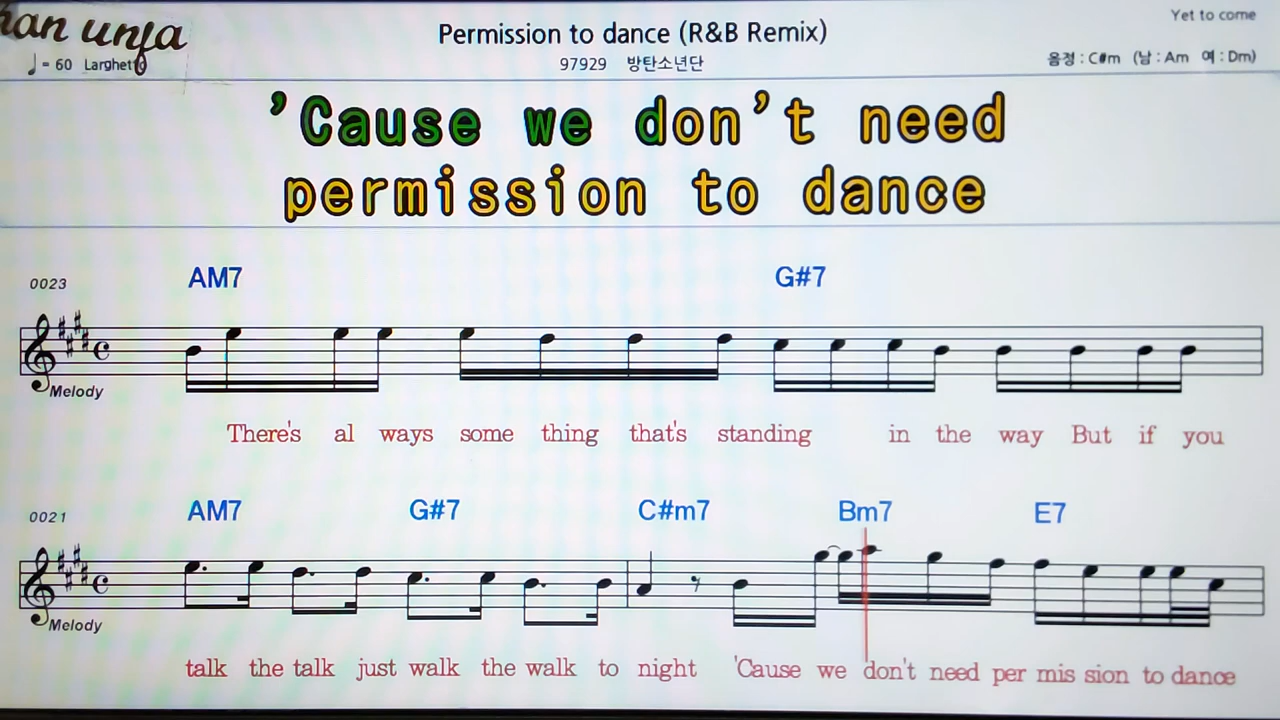 han unfa
Yet to come
Permission to dance (R&B Remix)
♩= 60 Larghetto
97929 방탄소년단
음정 : C#m (남 : Am 여 : Dm)
'Cause we don't need
permission to dance
0023 AM7 G#7
Melody
There's al ways some thing that's standing in the way But if you
0021 AM7 G#7 C#m7 Bm7 E7
Melody
talk the talk just walk the walk to night 'Cause we don't need per mis sion to dance